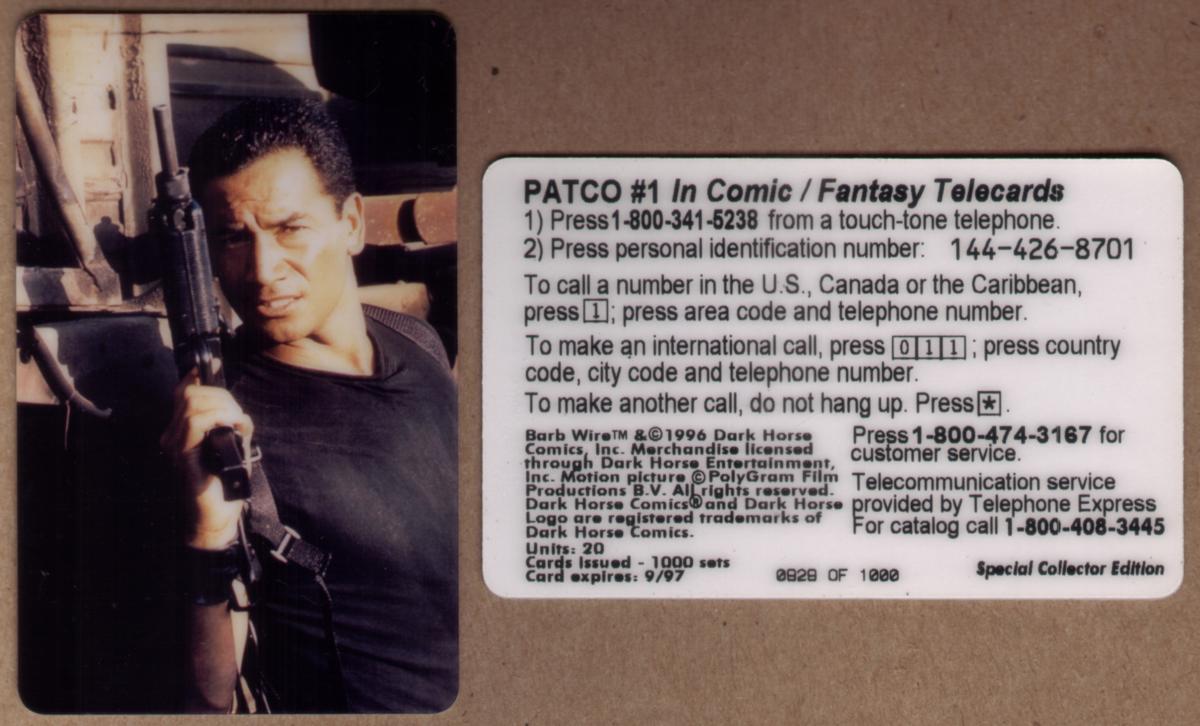 PATCO #1 In Comic / Fantasy Telecards
1) Press 1-800-341-5238 from a touch-tone telephone.
2) Press personal identification number: 144-426-8701
To call a number in the U.S., Canada or the Caribbean,
press 1; press area code and telephone number.
To make an international call, press 011; press country
code, city code and telephone number.
To make another call, do not hang up. Press *.
Barb Wire™ &©1996 Dark Horse
Comics, Inc. Merchandise licensed
through Dark Horse Entertainment,
Inc. Motion picture ©PolyGram Film
Productions B.V. All rights reserved.
Dark Horse Comics® and Dark Horse
Logo are registered trademarks of
Dark Horse Comics.
Units: 20
Cards Issued - 1000 sets
Card expires: 9/97
Press 1-800-474-3167 for
customer service.
Telecommunication service
provided by Telephone Express
For catalog call 1-800-408-3445
0829 OF 1000
Special Collector Edition